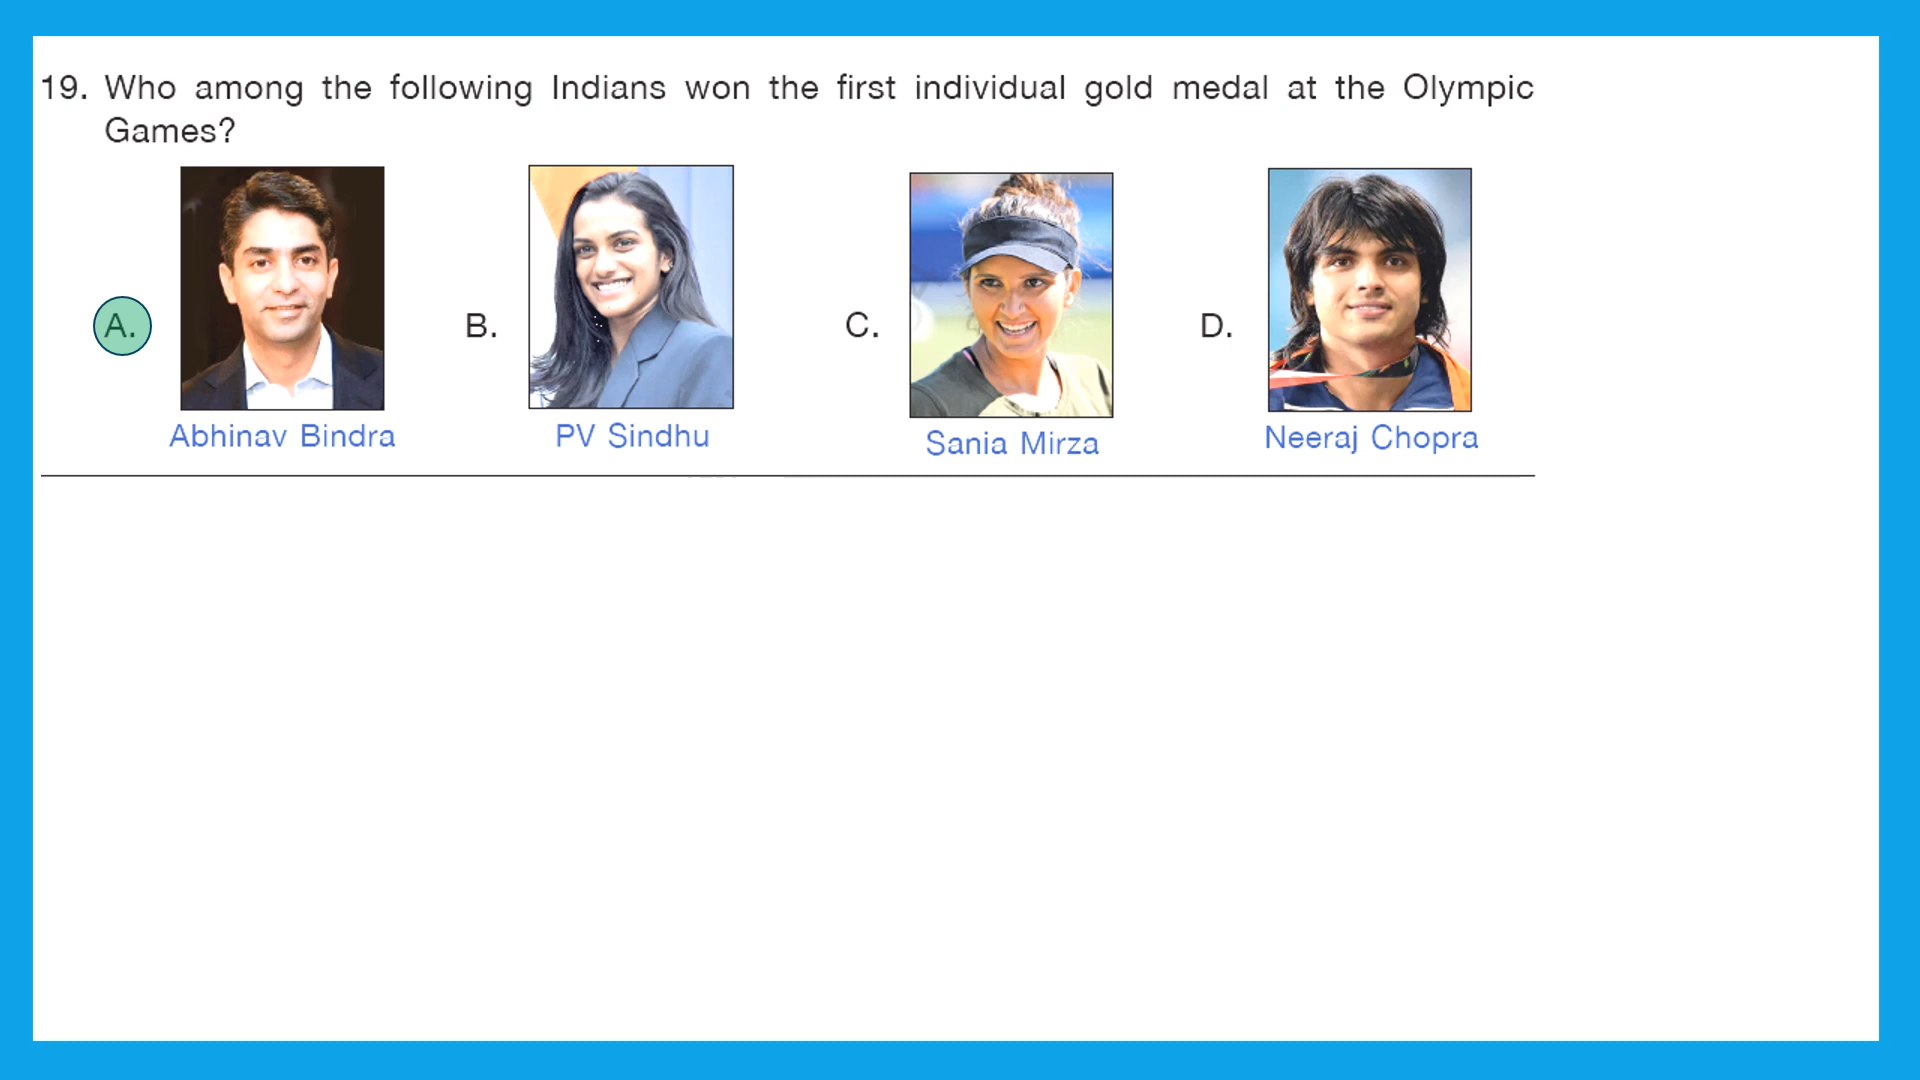 19. Who among the following Indians won the first individual gold medal at the Olympic
Games?
A.
B.
C.
D.
Abhinav Bindra
PV Sindhu
Sania Mirza
Neeraj Chopra